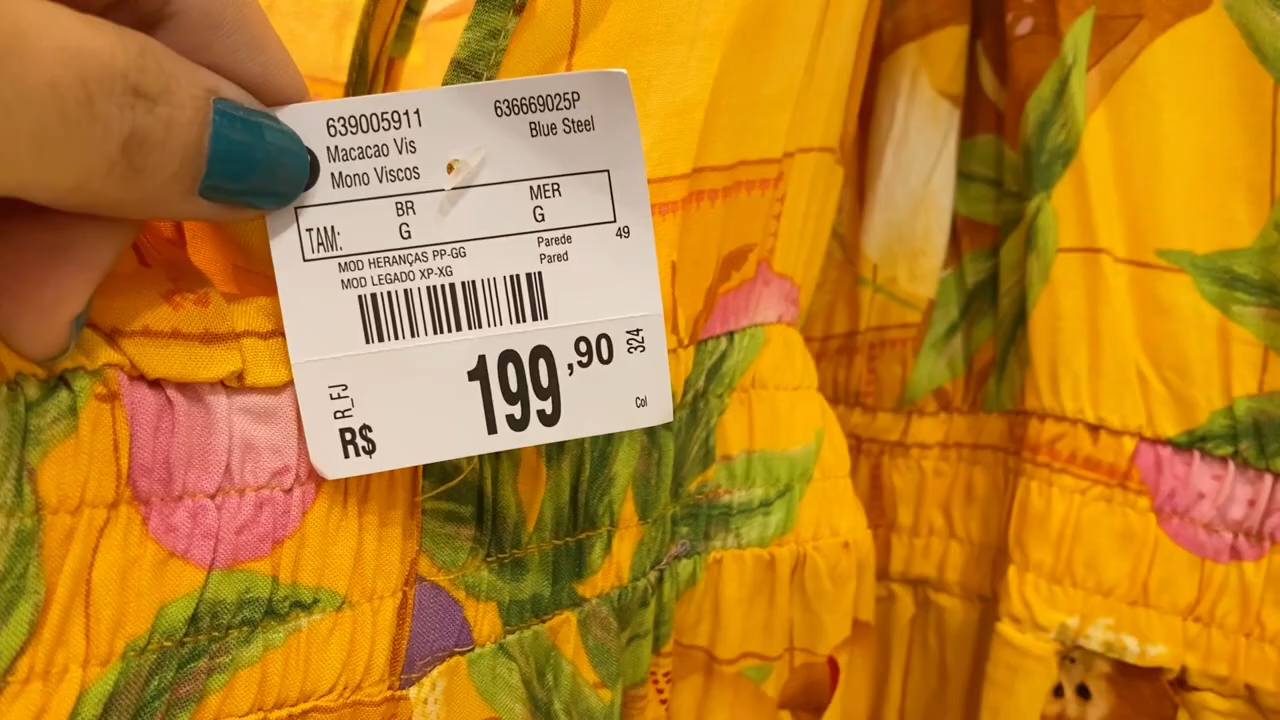 639005911 636669025P
Macacao Vis Blue Steel
Mono Viscos
BR MER
TAM: G G
MOD HERANÇAS PP-GG Parede 49
MOD LEGADO XP-XG Pared
R_FJ
R$ 199,90
324
Col